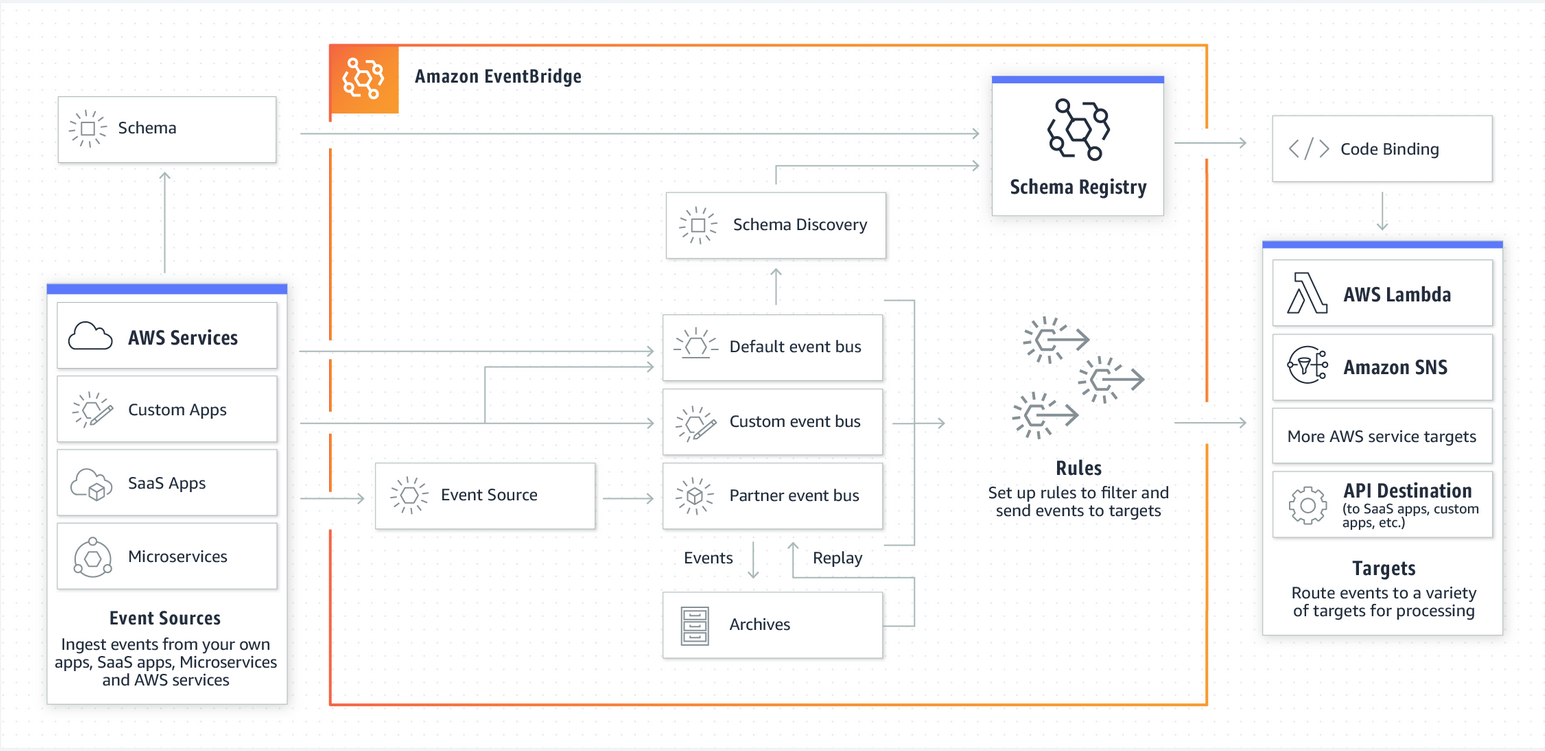 Amazon EventBridge
Schema
Schema Registry
Code Binding
Schema Discovery
AWS Services
Custom Apps
SaaS Apps
Microservices
Event Sources
Ingest events from your own
apps, SaaS apps, Microservices
and AWS services
Event Source
Default event bus
Custom event bus
Partner event bus
Events
Replay
Archives
Rules
Set up rules to filter and
send events to targets
AWS Lambda
Amazon SNS
More AWS service targets
API Destination
(to SaaS apps, custom
apps, etc.)
Targets
Route events to a variety
of targets for processing